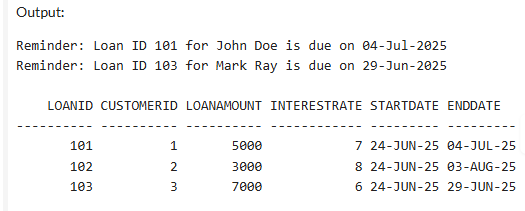 Output:
Reminder: Loan ID 101 for John Doe is due on 04-Jul-2025
Reminder: Loan ID 103 for Mark Ray is due on 29-Jun-2025
LOANID CUSTOMERID LOANAMOUNT INTERESTRATE STARTDATE ENDDATE
---------- ---------- ---------- ------------ --------- ---------
101 1 5000 7 24-JUN-25 04-JUL-25
102 2 3000 8 24-JUN-25 03-AUG-25
103 3 7000 6 24-JUN-25 29-JUN-25